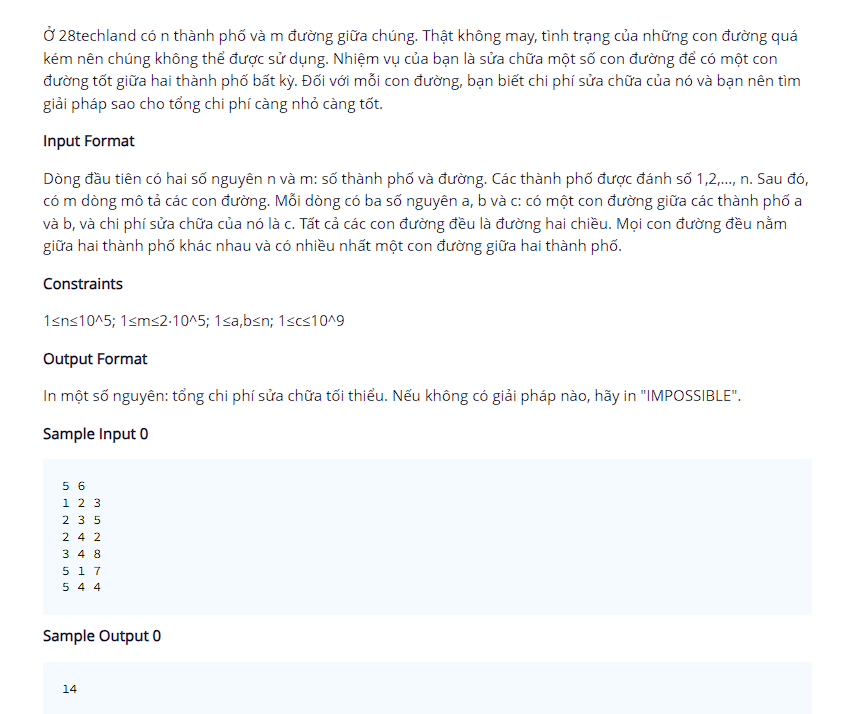 Ở 28techland có n thành phố và m đường giữa chúng. Thật không may, tình trạng của những con đường quá
kém nên chúng không thể được sử dụng. Nhiệm vụ của bạn là sửa chữa một số con đường để có một con
đường tốt giữa hai thành phố bất kỳ. Đối với mỗi con đường, bạn biết chi phí sửa chữa của nó và bạn nên tìm
giải pháp sao cho tổng chi phí càng nhỏ càng tốt.
Input Format
Dòng đầu tiên có hai số nguyên n và m: số thành phố và đường. Các thành phố được đánh số 1,2,..., n. Sau đó,
có m dòng mô tả các con đường. Mỗi dòng có ba số nguyên a, b và c: có một con đường giữa các thành phố a
và b, và chi phí sửa chữa của nó là c. Tất cả các con đường đều là đường hai chiều. Mọi con đường đều nằm
giữa hai thành phố khác nhau và có nhiều nhất một con đường giữa hai thành phố.
Constraints
1≤n≤10^5; 1≤m≤2⋅10^5; 1≤a,b≤n; 1≤c≤10^9
Output Format
In một số nguyên: tổng chi phí sửa chữa tối thiểu. Nếu không có giải pháp nào, hãy in "IMPOSSIBLE".
Sample Input 0
5 6
1 2 3
2 3 5
2 4 2
3 4 8
5 1 7
5 4 4
Sample Output 0
14